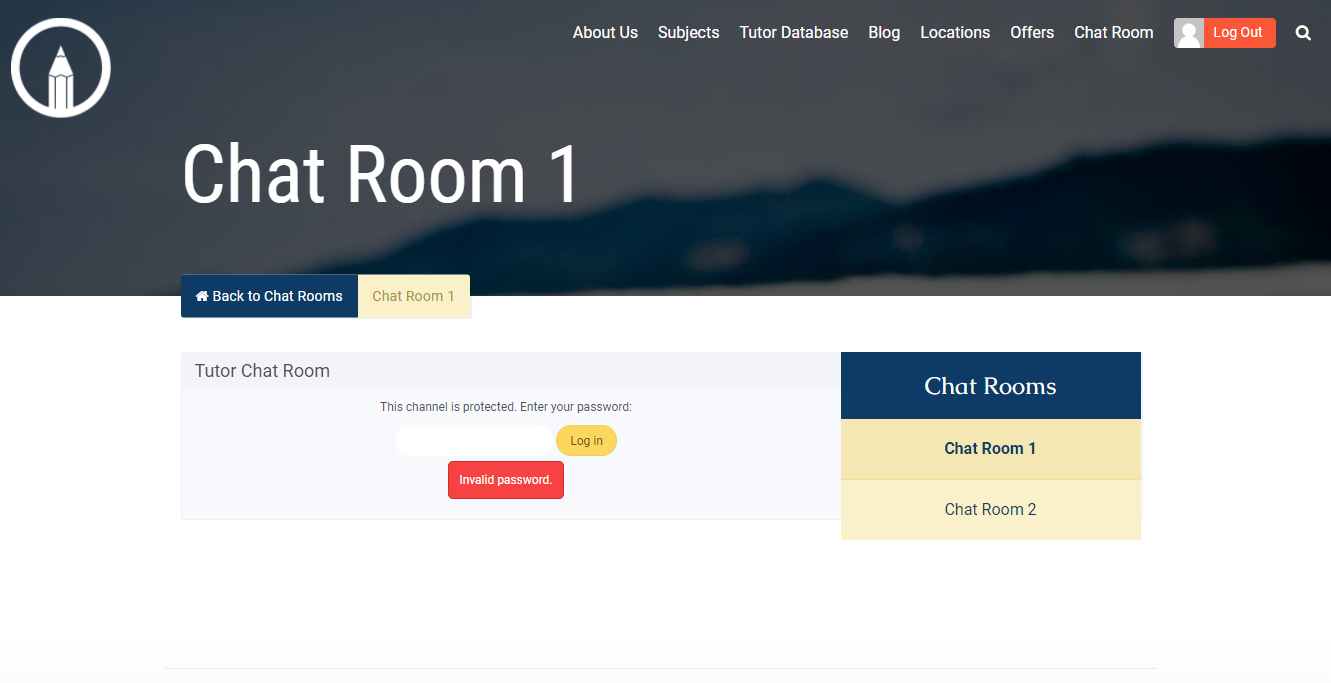 About Us Subjects Tutor Database Blog Locations Offers Chat Room Log Out
Chat Room 1
Back to Chat Rooms Chat Room 1
Tutor Chat Room
This channel is protected. Enter your password:
Log in
Invalid password.
Chat Rooms
Chat Room 1
Chat Room 2